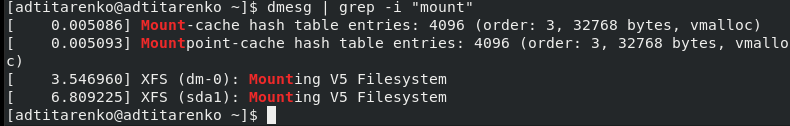 [adtitarenko@adtitarenko ~]$ dmesg | grep -i "mount"
[    0.005086] Mount-cache hash table entries: 4096 (order: 3, 32768 bytes, vmalloc)
[    0.005093] Mountpoint-cache hash table entries: 4096 (order: 3, 32768 bytes, vmallo
c)
[    3.546960] XFS (dm-0): Mounting V5 Filesystem
[    6.809225] XFS (sda1): Mounting V5 Filesystem
[adtitarenko@adtitarenko ~]$